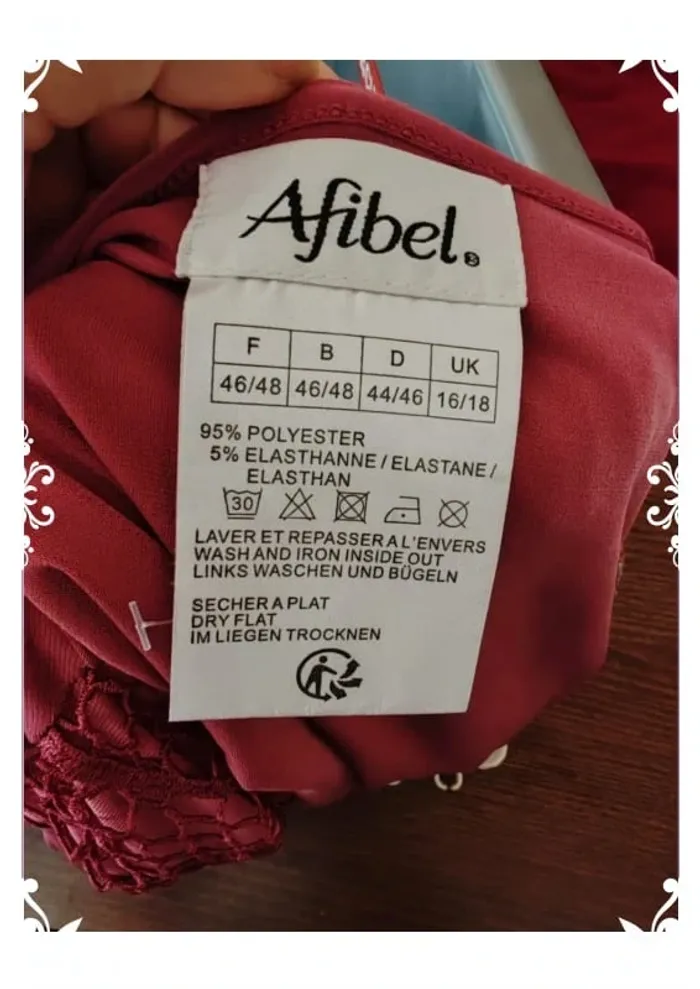 Afibel®
F B D UK
46/48 46/48 44/46 16/18
95% POLYESTER
5% ELASTHANNE / ELASTANE /
ELASTHAN
30
LAVER ET REPASSER A L'ENVERS
WASH AND IRON INSIDE OUT
LINKS WASCHEN UND BÜGELN
SECHER A PLAT
DRY FLAT
IM LIEGEN TROCKNEN